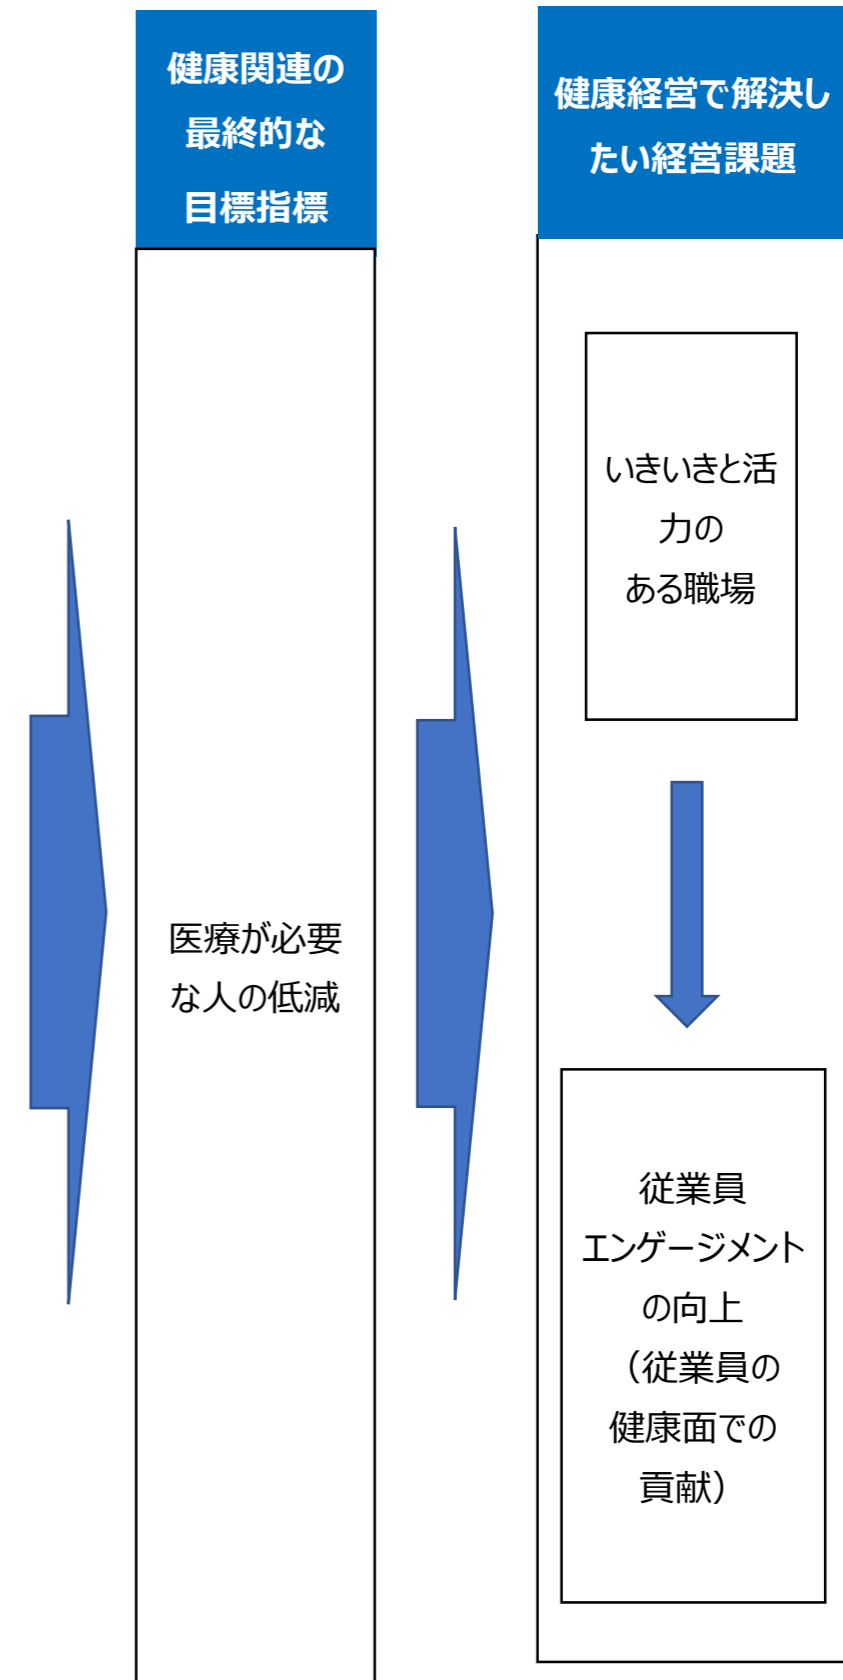 健康関連の
最終的な
目標指標
医療が必要
な人の低減
健康経営で解決し
たい経営課題
いきいきと活
力の
ある職場
従業員
エンゲージメント
の向上
（従業員の
健康面での
貢献）